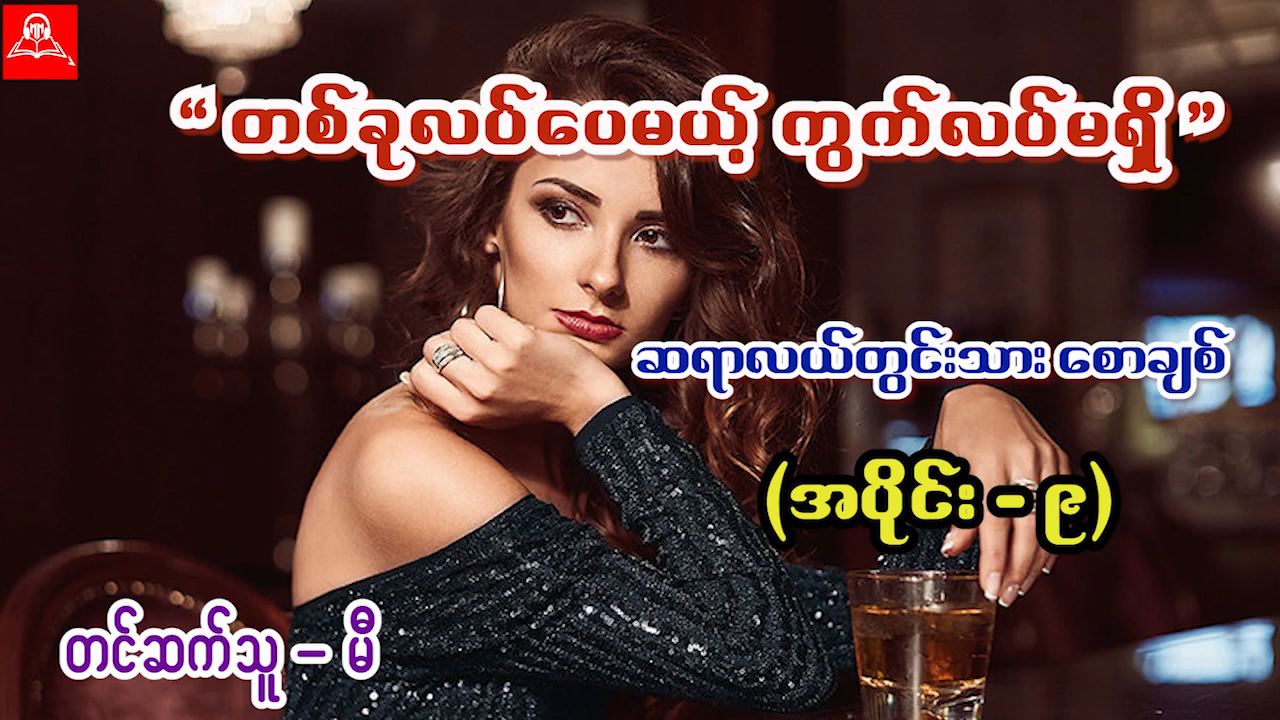 MM
“ တစ်ခုလပ်ပေမယ့် ကွက်လပ်မရှိ ”
ဆရာလယ်တွင်းသား စောချစ်
(အပိုင်း - ၉)
တင်ဆက်သူ – မီ